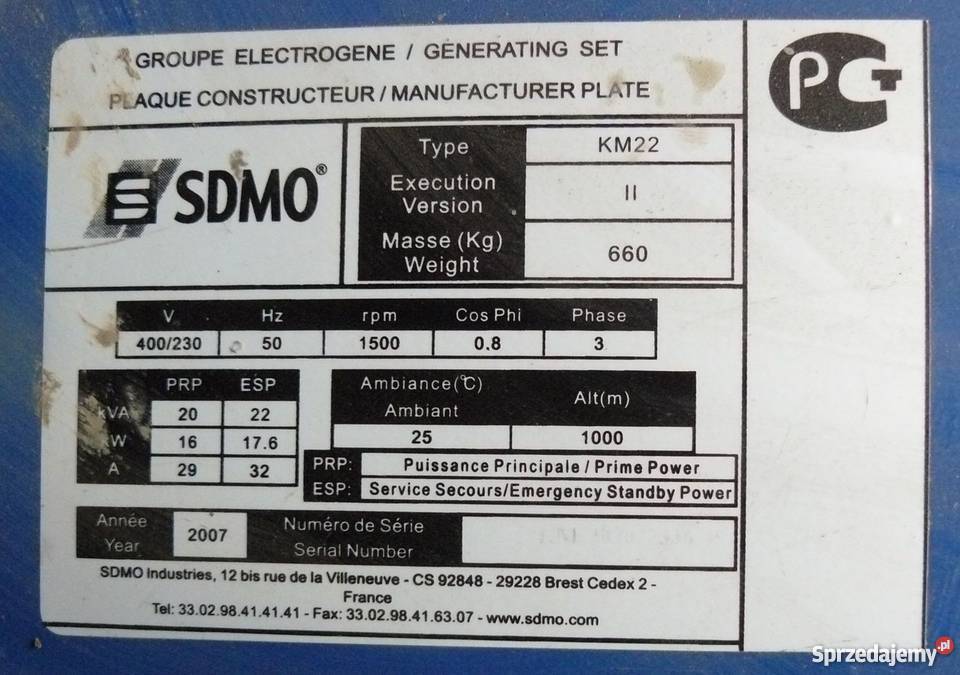 GROUPE ELECTROGENE / GENERATING SET
PLAQUE CONSTRUCTEUR / MANUFACTURER PLATE
PCT
SDMO®
Type KM22
Execution
Version II
Masse (Kg)
Weight 660
V Hz rpm Cos Phi Phase
400/230 50 1500 0.8 3
PRP ESP
kVA 20 22
kW 16 17.6
A 29 32
Ambiance(℃)
Ambiant Alt(m)
25 1000
PRP: Puissance Principale / Prime Power
ESP: Service Secours/Emergency Standby Power
Année
Year 2007
Numéro de Série
Serial Number
SDMO Industries, 12 bis rue de la Villeneuve - CS 92848 - 29228 Brest Cedex 2 -
France
Tel: 33.02.98.41.41.41 - Fax: 33.02.98.41.63.07 - www.sdmo.com
Sprzedajemy.pl